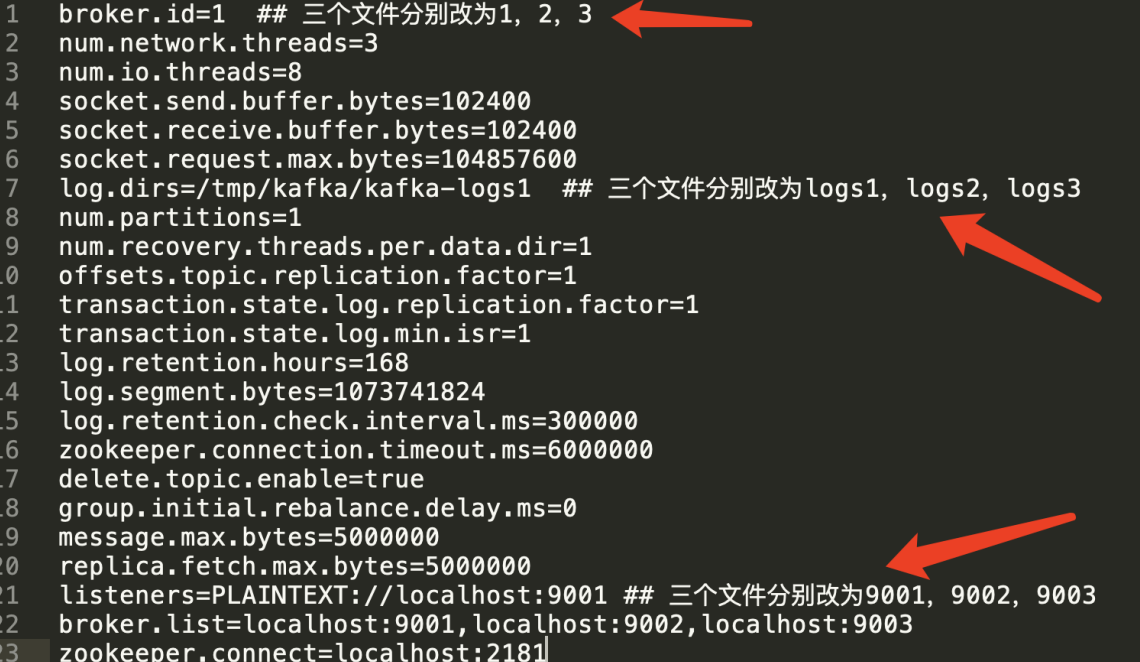 1 broker.id=1  ## 三个文件分别改为1，2，3
2 num.network.threads=3
3 num.io.threads=8
4 socket.send.buffer.bytes=102400
5 socket.receive.buffer.bytes=102400
6 socket.request.max.bytes=104857600
7 log.dirs=/tmp/kafka/kafka-logs1  ## 三个文件分别改为logs1，logs2，logs3
8 num.partitions=1
9 num.recovery.threads.per.data.dir=1
10 offsets.topic.replication.factor=1
11 transaction.state.log.replication.factor=1
12 transaction.state.log.min.isr=1
13 log.retention.hours=168
14 log.segment.bytes=1073741824
15 log.retention.check.interval.ms=300000
16 zookeeper.connection.timeout.ms=6000000
17 delete.topic.enable=true
18 group.initial.rebalance.delay.ms=0
19 message.max.bytes=5000000
20 replica.fetch.max.bytes=5000000
21 listeners=PLAINTEXT://localhost:9001 ## 三个文件分别改为9001，9002，9003
22 broker.list=localhost:9001,localhost:9002,localhost:9003
23 zookeeper.connect=localhost:2181